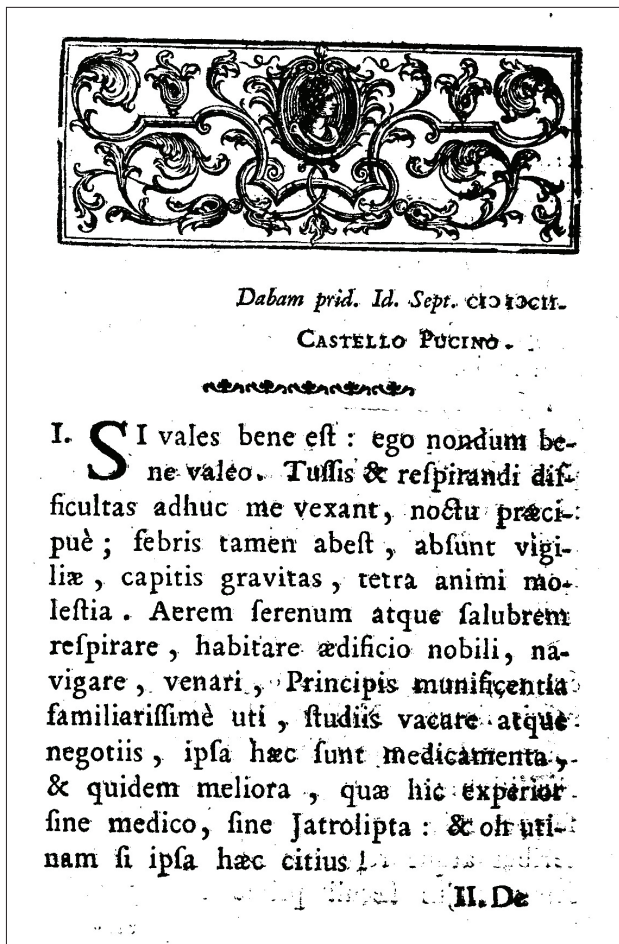 Dabam prid. Id. Sept. CIↃ IↃCII.
CASTELLO PUCINO.
I. SI vales bene eſt : ego nondum be-
ne valeo. Tuſſis & reſpirandi dif-
ficultas adhuc me vexant, noctu præci-
puè ; febris tamen abeſt , abſunt vigi-
liæ , capitis gravitas , tetra animi mo-
leſtia . Aerem ſerenum atque ſalubrem
reſpirare , habitare ædificio nobili, na-
vigare , venari , Principis munificentia
familiariſſimè uti , ſtudiis vacare atque
negotiis , ipſa hæc ſunt medicamenta ,
& quidem meliora , quæ hic experior
ſine medico, ſine Jatrolipta : & oh uti-
nam ſi ipſa hæc citius !
II. De